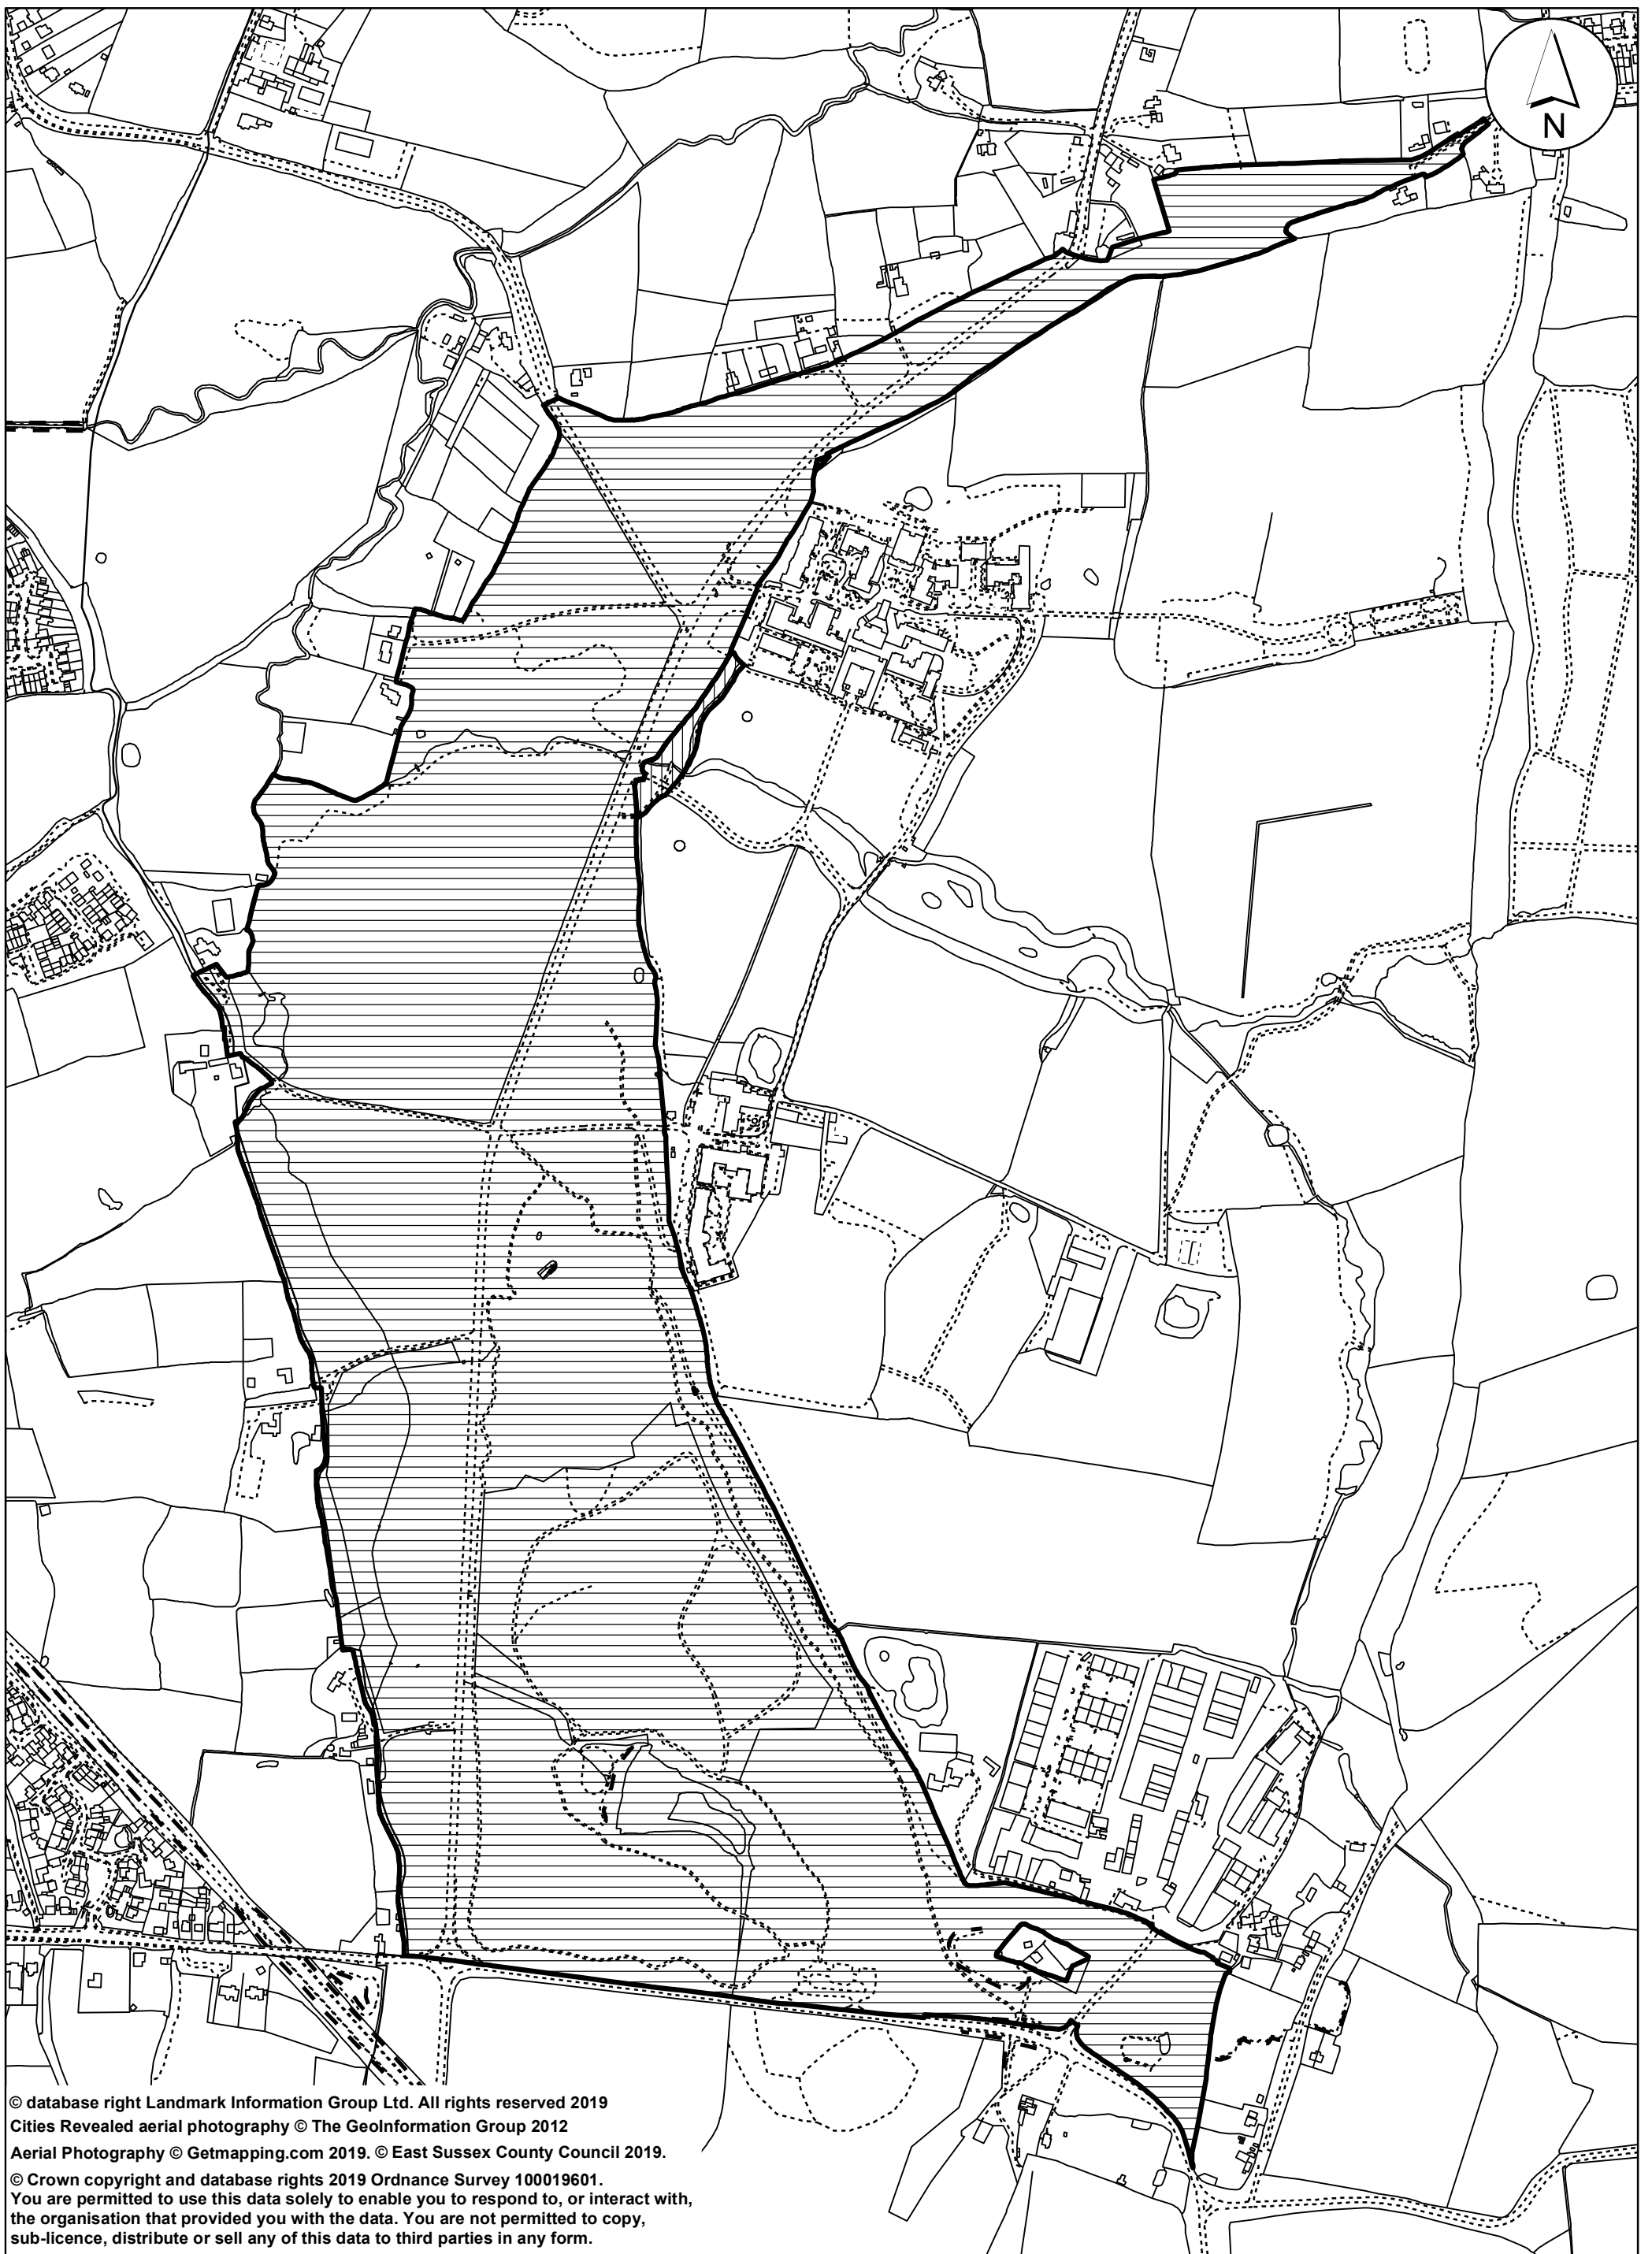 N
© database right Landmark Information Group Ltd. All rights reserved 2019
Cities Revealed aerial photography © The GeoInformation Group 2012
Aerial Photography © Getmapping.com 2019. © East Sussex County Council 2019.
© Crown copyright and database rights 2019 Ordnance Survey 100019601.
You are permitted to use this data solely to enable you to respond to, or interact with,
the organisation that provided you with the data. You are not permitted to copy,
sub-licence, distribute or sell any of this data to third parties in any form.